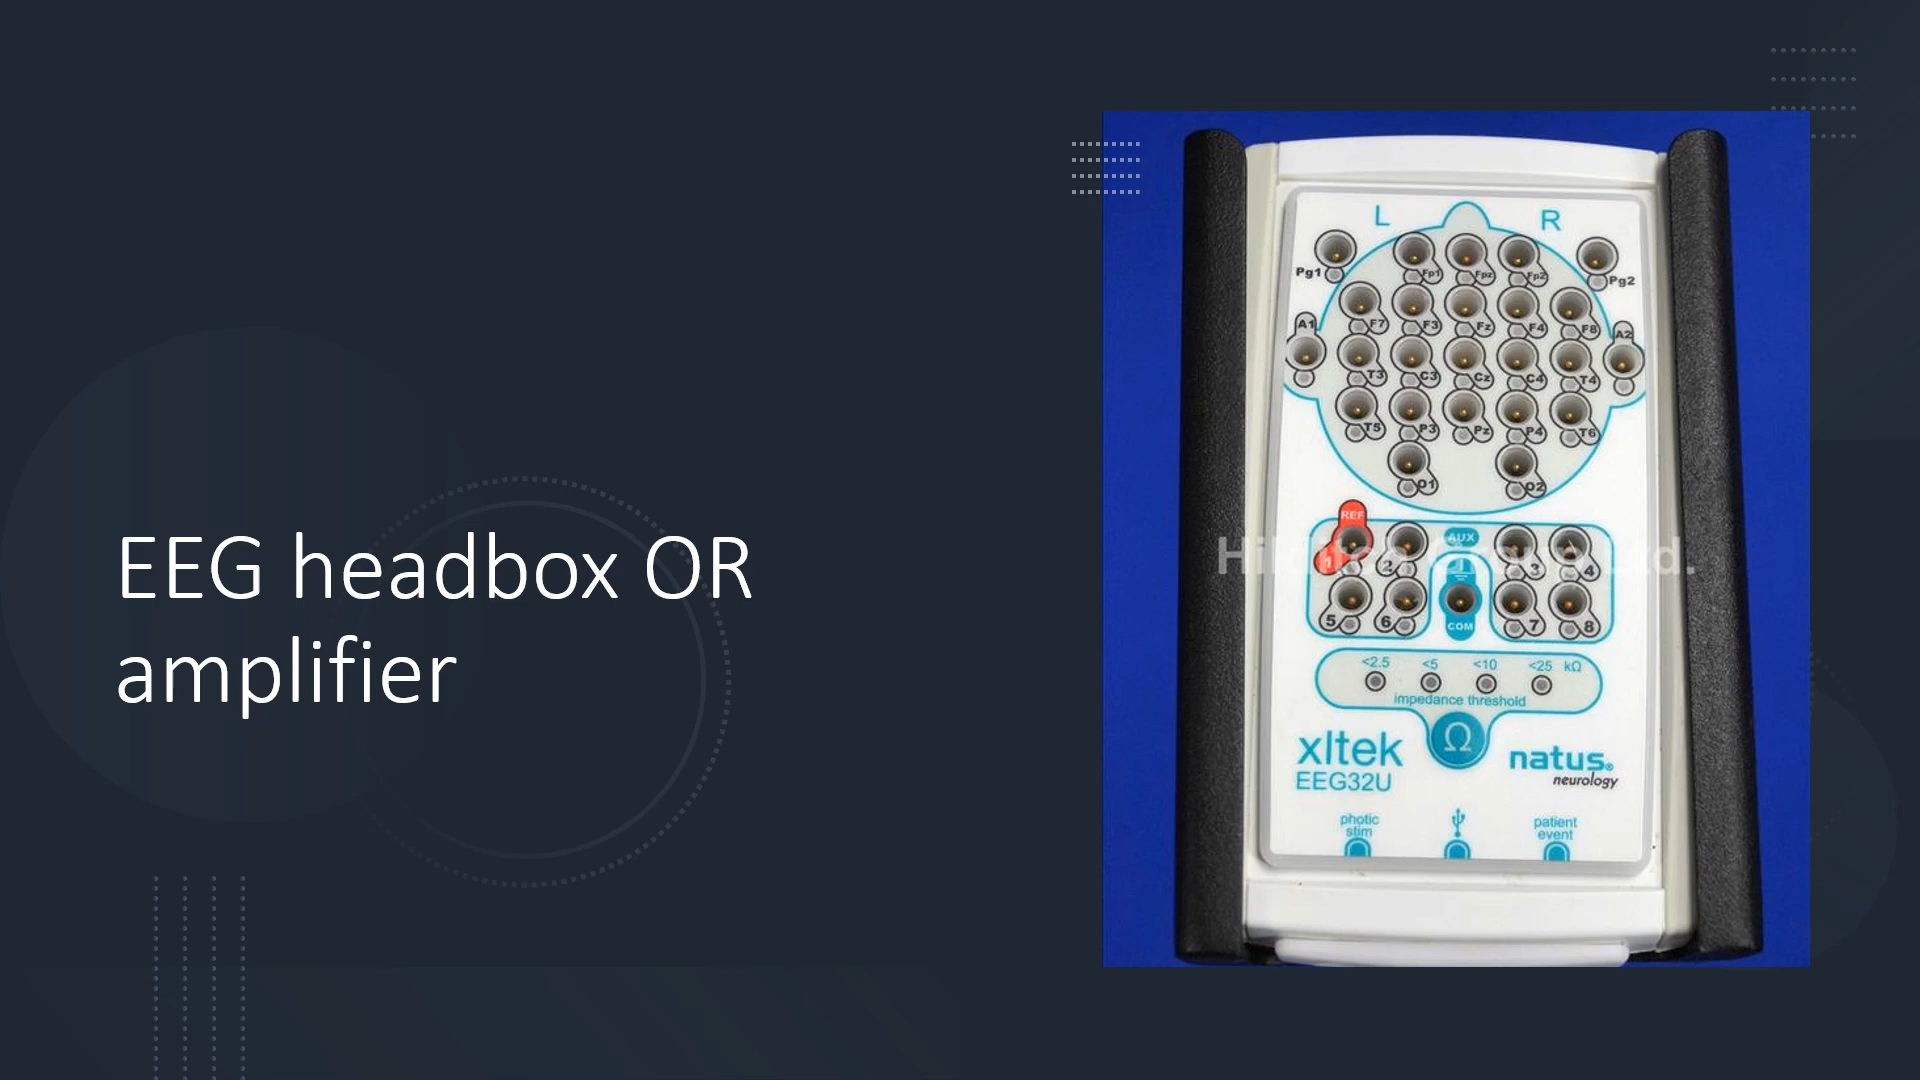 EEG headbox OR
amplifier
L R
Pg1 Fp1 Fpz Fp2 Pg2
A1 F7 F3 Fz F4 F8 A2
T3 C3 Cz C4 T4
T5 P3 Pz P4 T6
O1 O2
REF
AUX
1 2 3 4
5 6 COM 7 8
<2.5 <5 <10 <25 kΩ
impedance threshold
Ω
xltek
EEG32U
natus®
neurology
photic
stim
patient
event
Ltd.